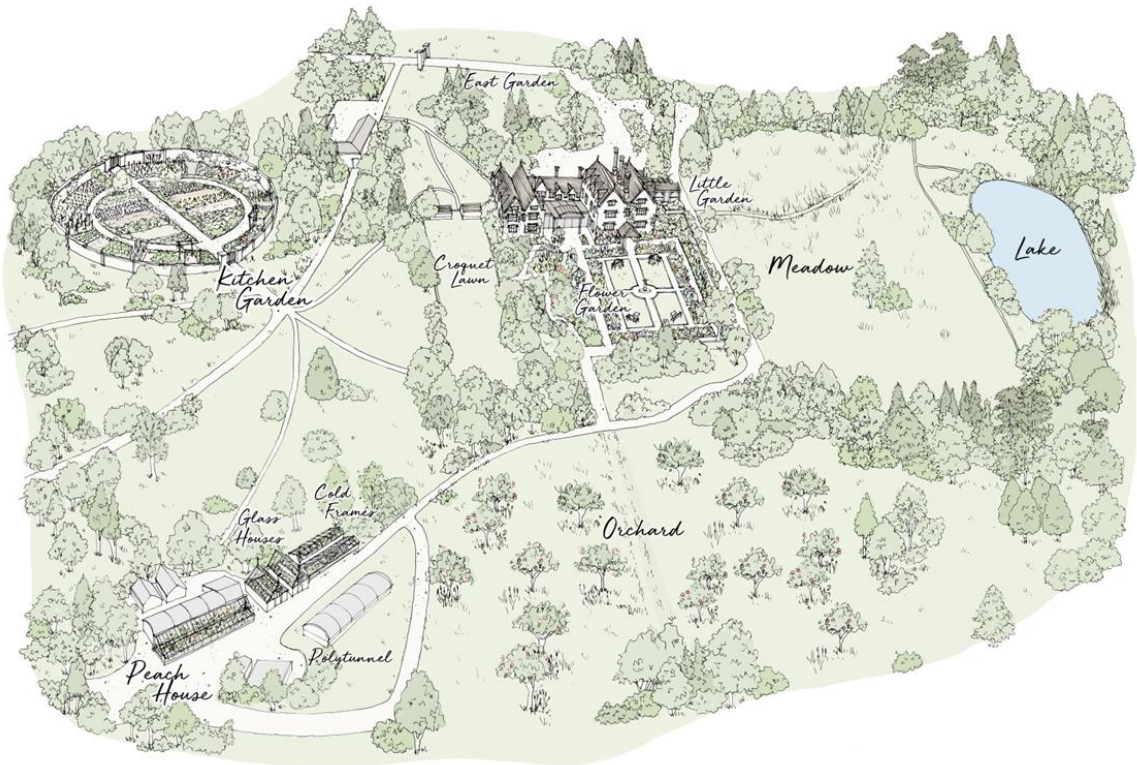 East Garden
Little
Garden
Kitchen
Garden
Croquet
Lawn
Flower
Garden
Meadow
Lake
Cold
Frames
Glass
Houses
Orchard
Polytunnel
Peach
House